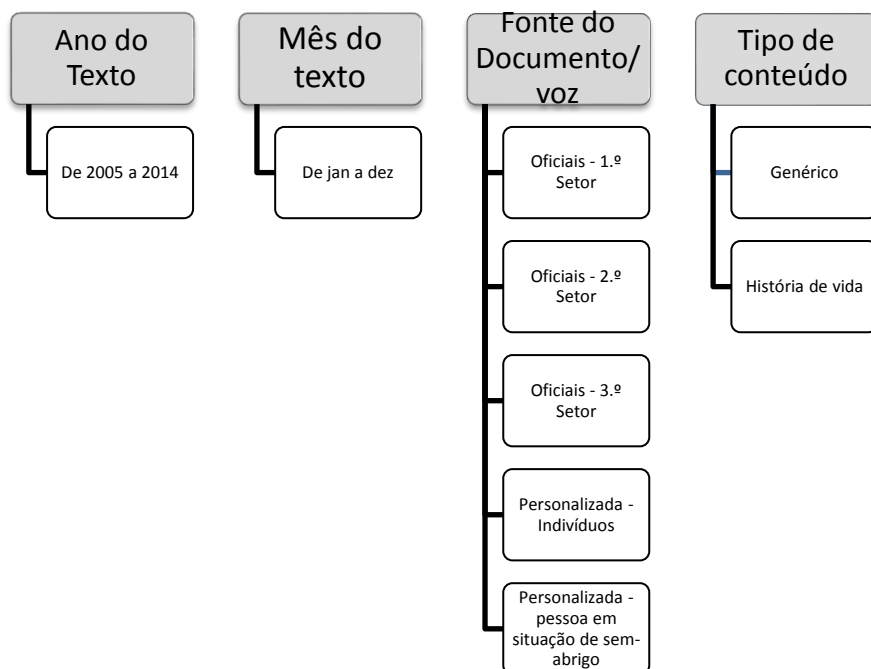 Ano do
Texto
De 2005 a 2014
Mês do
texto
De jan a dez
Fonte do
Documento/
voz
Oficiais - 1.º
Setor
Oficiais - 2.º
Setor
Oficiais - 3.º
Setor
Personalizada -
Indivíduos
Personalizada -
pessoa em
situação de sem-
abrigo
Tipo de
conteúdo
Genérico
História de vida